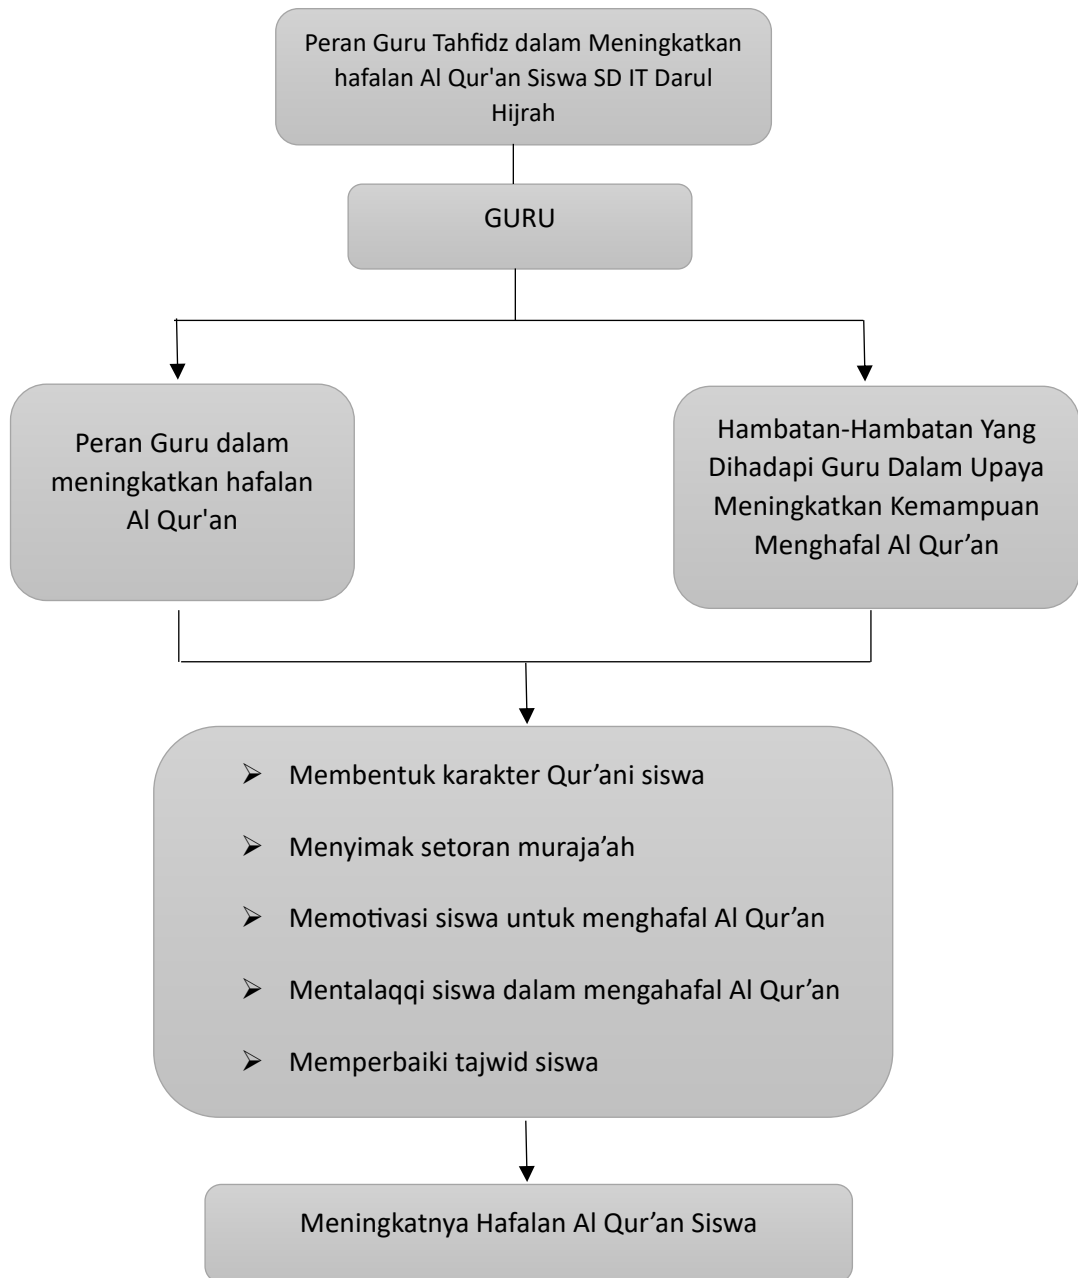 Peran Guru Tahfidz dalam Meningkatkan
hafalan Al Qur'an Siswa SD IT Darul
Hijrah
GURU
Peran Guru dalam
meningkatkan hafalan
Al Qur'an
Hambatan-Hambatan Yang
Dihadapi Guru Dalam Upaya
Meningkatkan Kemampuan
Menghafal Al Qur’an
➢ Membentuk karakter Qur’ani siswa
➢ Menyimak setoran muraja’ah
➢ Memotivasi siswa untuk menghafal Al Qur’an
➢ Mentalaqqi siswa dalam mengahafal Al Qur’an
➢ Memperbaiki tajwid siswa
Meningkatnya Hafalan Al Qur’an Siswa